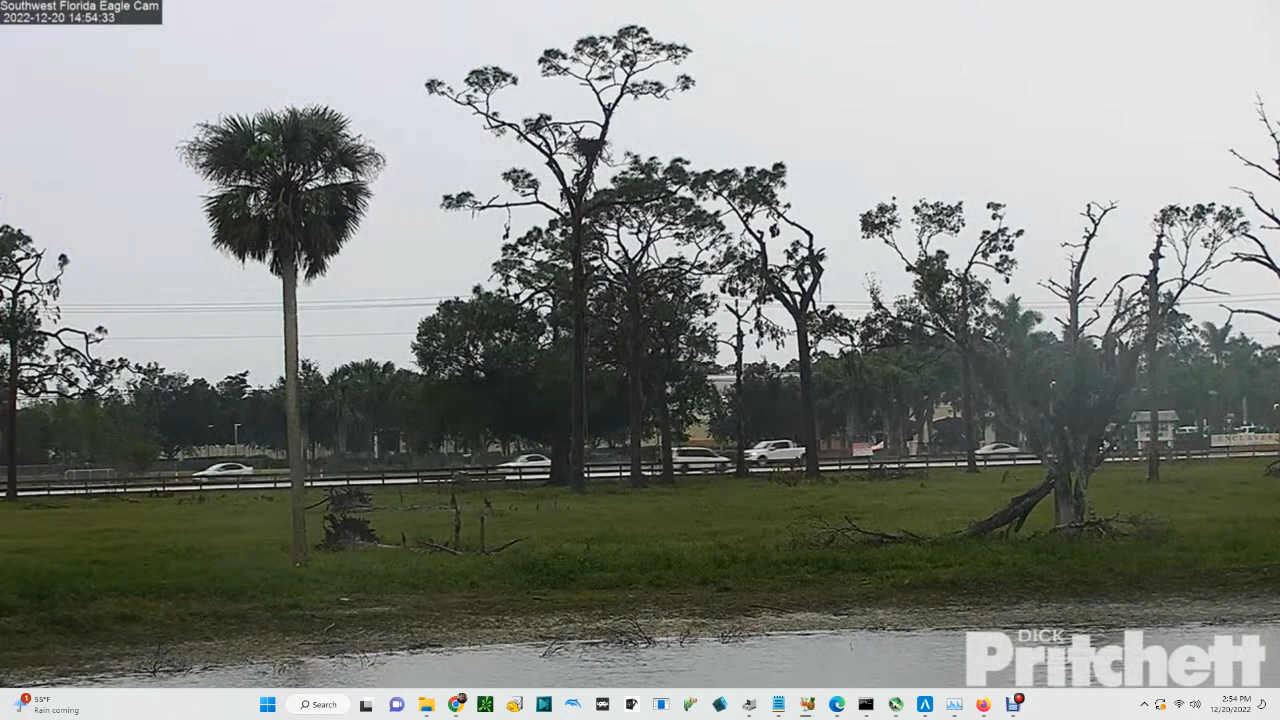 Southwest Florida Eagle Cam
2022-12-20 14:54:33
DICK
Pritchett
1
55°F
Rain coming
Search
2:54 PM
12/20/2022